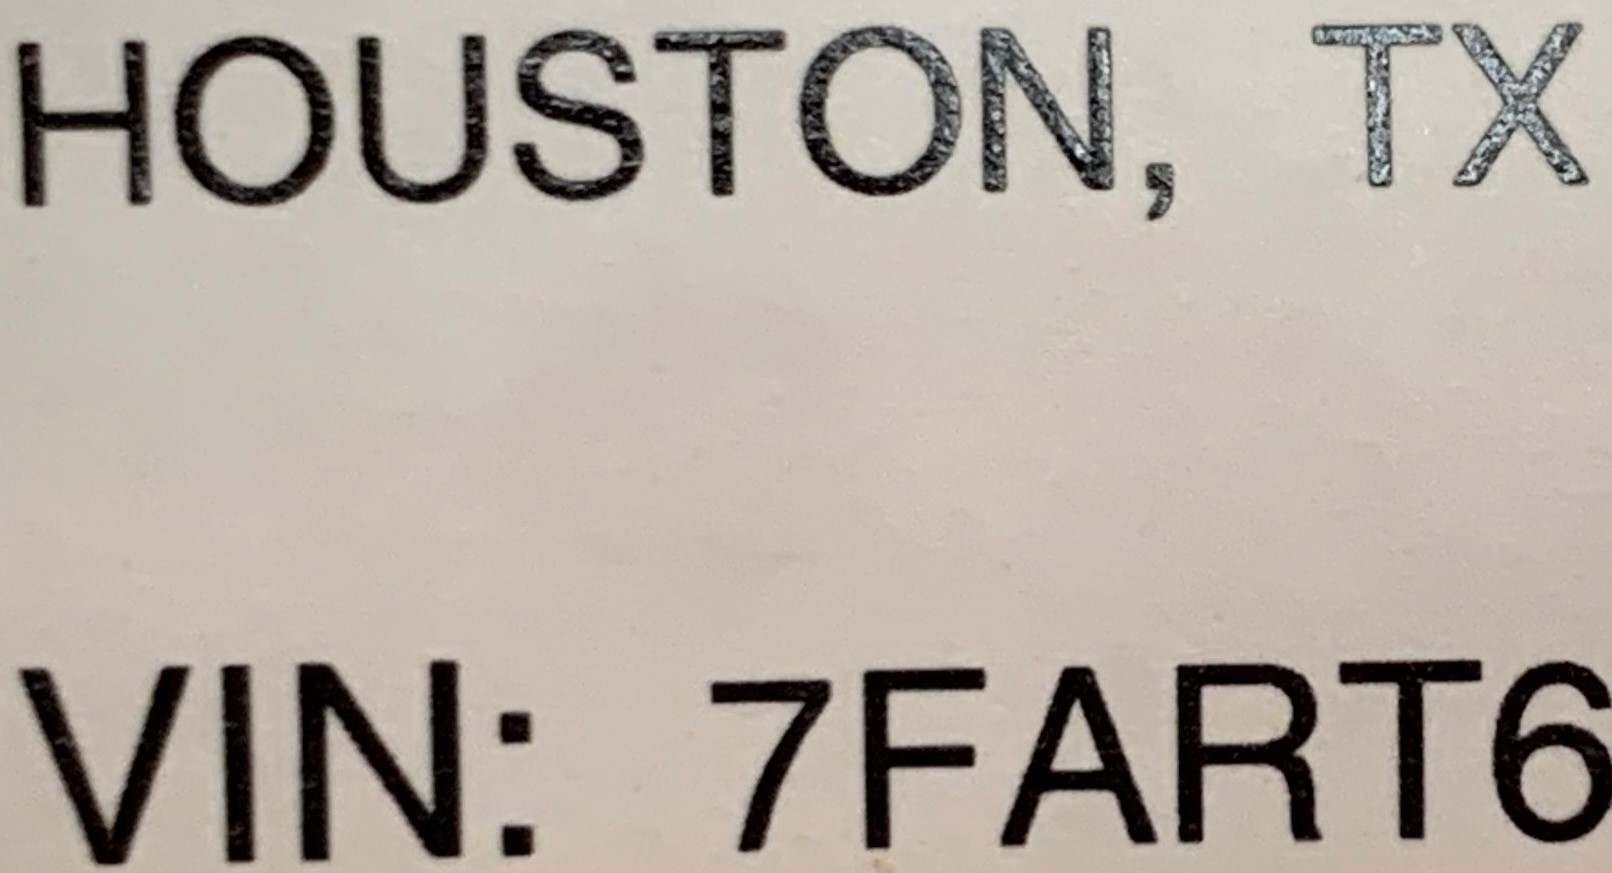 HOUSTON, TX
VIN: 7FART6